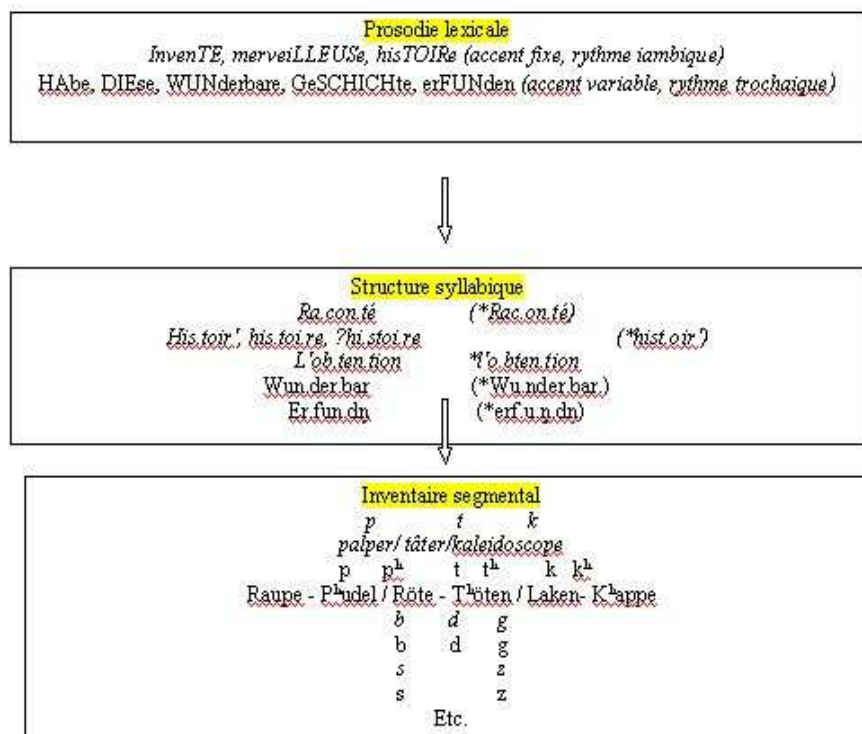 Prosodie lexicale
InvenTE, merveiLLEUSe, hisTOIRe (accent fixe, rythme iambique)
HAbe, DIEse, WUNderbare, GeSCHICHte, erFUNden (accent variable, rythme trochaique)
Structure syllabique
Ra.con.té (*Rac.on.té)
His.toir', his.toi.re, ?hi.stoi.re (*hist.oir')
L'ob.ten.tion *l'o.bten.tion
Wun.der.bar (*Wu.nder.bar.)
Er.fun.dn (*erf.u.n.dn)
Inventaire segmental
p t k
palper/ tâter/kaleidoscope
p pʰ t tʰ k kʰ
Raupe - Pʰudel / Röte - Tʰöten / Laken- Kʰappe
b d g
b d g
s z
s z
Etc.